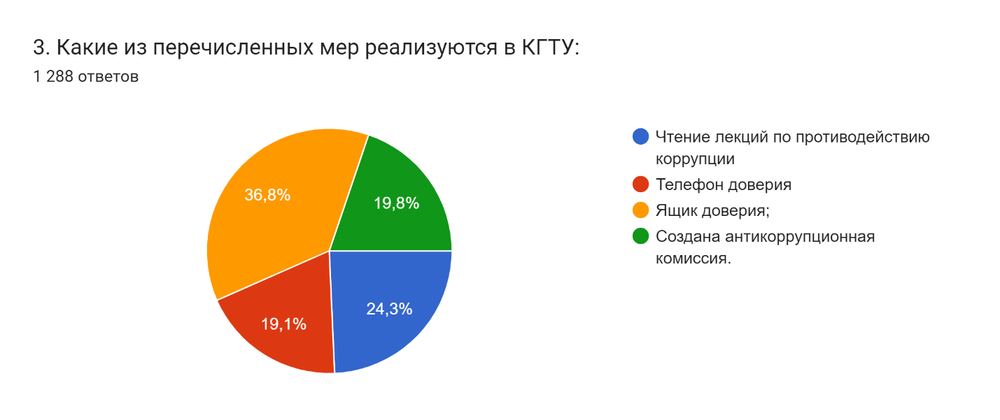 3. Какие из перечисленных мер реализуются в КГТУ:
1 288 ответов
36,8%
19,8%
19,1%
24,3%
Чтение лекций по противодействию
коррупции
Телефон доверия
Ящик доверия;
Создана антикоррупционная
комиссия.